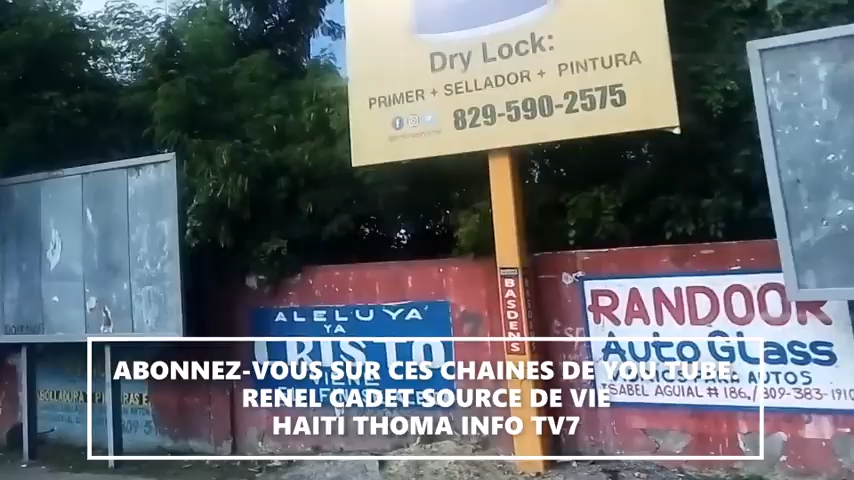 Dry Lock:
PRIMER + SELLADOR + PINTURA
829-590-2575
BASDENS
ALELUYA
YA
CRISTO
VIENE
RANDOOR
Auto GLass
PARA AUTOS
ISABEL AGUIAL # 186,/809-383-1910
ABONNEZ-VOUS SUR CES CHAINES DE YOU TUBE
RENEL CADET SOURCE DE VIE
HAITI THOMA INFO TV7